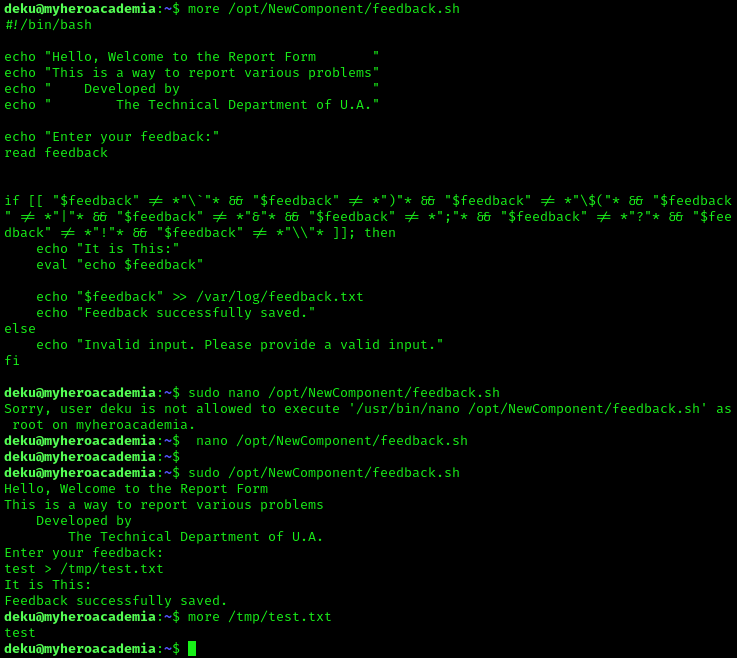 deku@myheroacademia:~$ more /opt/NewComponent/feedback.sh
#!/bin/bash
echo "Hello, Welcome to the Report Form       "
echo "This is a way to report various problems"
echo "    Developed by                        "
echo "        The Technical Department of U.A."
echo "Enter your feedback:"
read feedback
if [[ "$feedback" != *"\`"* && "$feedback" != *")"* && "$feedback" != *"\$("* && "$feedback
" != *"|"* && "$feedback" != *"&"* && "$feedback" != *";"* && "$feedback" != *"?"* && "$fee
dback" != *"!"* && "$feedback" != *"\\"* ]]; then
    echo "It is This:"
    eval "echo $feedback"
    echo "$feedback" >> /var/log/feedback.txt
    echo "Feedback successfully saved."
else
    echo "Invalid input. Please provide a valid input."
fi
deku@myheroacademia:~$ sudo nano /opt/NewComponent/feedback.sh
Sorry, user deku is not allowed to execute '/usr/bin/nano /opt/NewComponent/feedback.sh' as
 root on myheroacademia.
deku@myheroacademia:~$  nano /opt/NewComponent/feedback.sh
deku@myheroacademia:~$
deku@myheroacademia:~$ sudo /opt/NewComponent/feedback.sh
Hello, Welcome to the Report Form
This is a way to report various problems
    Developed by
        The Technical Department of U.A.
Enter your feedback:
test > /tmp/test.txt
It is This:
Feedback successfully saved.
deku@myheroacademia:~$ more /tmp/test.txt
test
deku@myheroacademia:~$